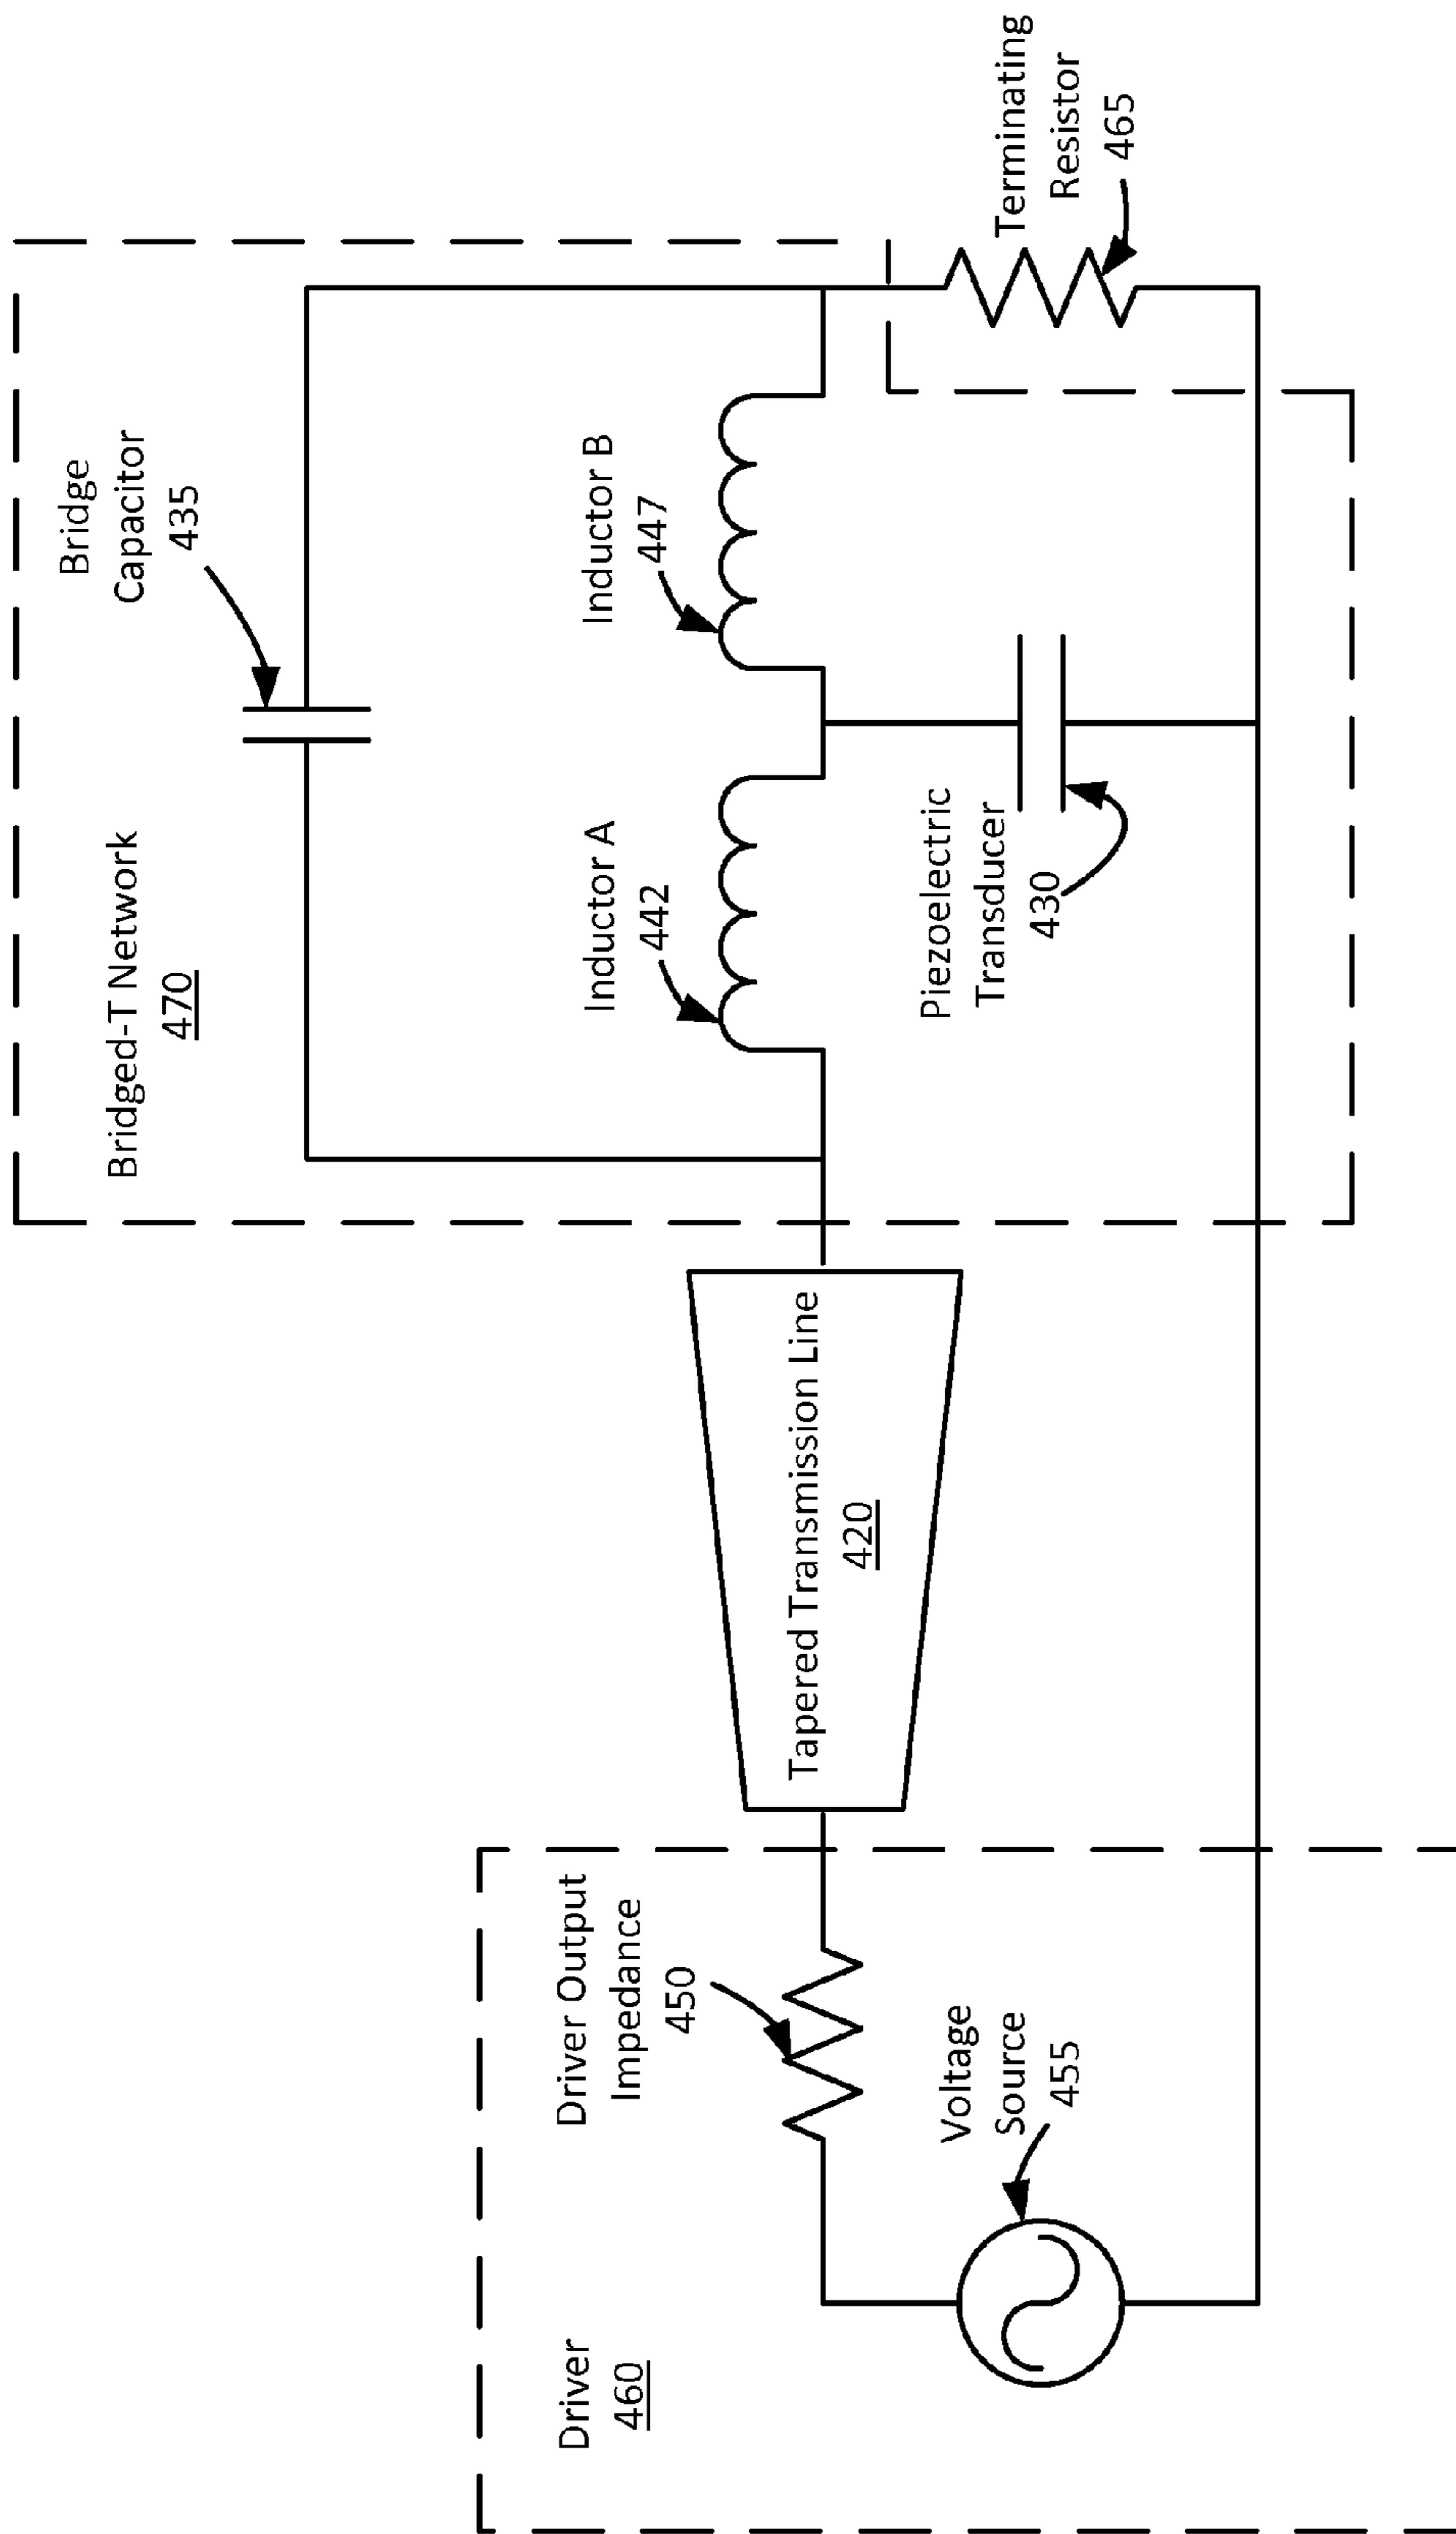 Bridged-T Network
470
Bridge
Capacitor
435
Driver
460
Driver Output
Impedance
450
Tapered Transmission Line
420
Inductor A
442
Inductor B
447
Voltage
Source
455
Piezoelectric
Transducer
430
Terminating
Resistor
465